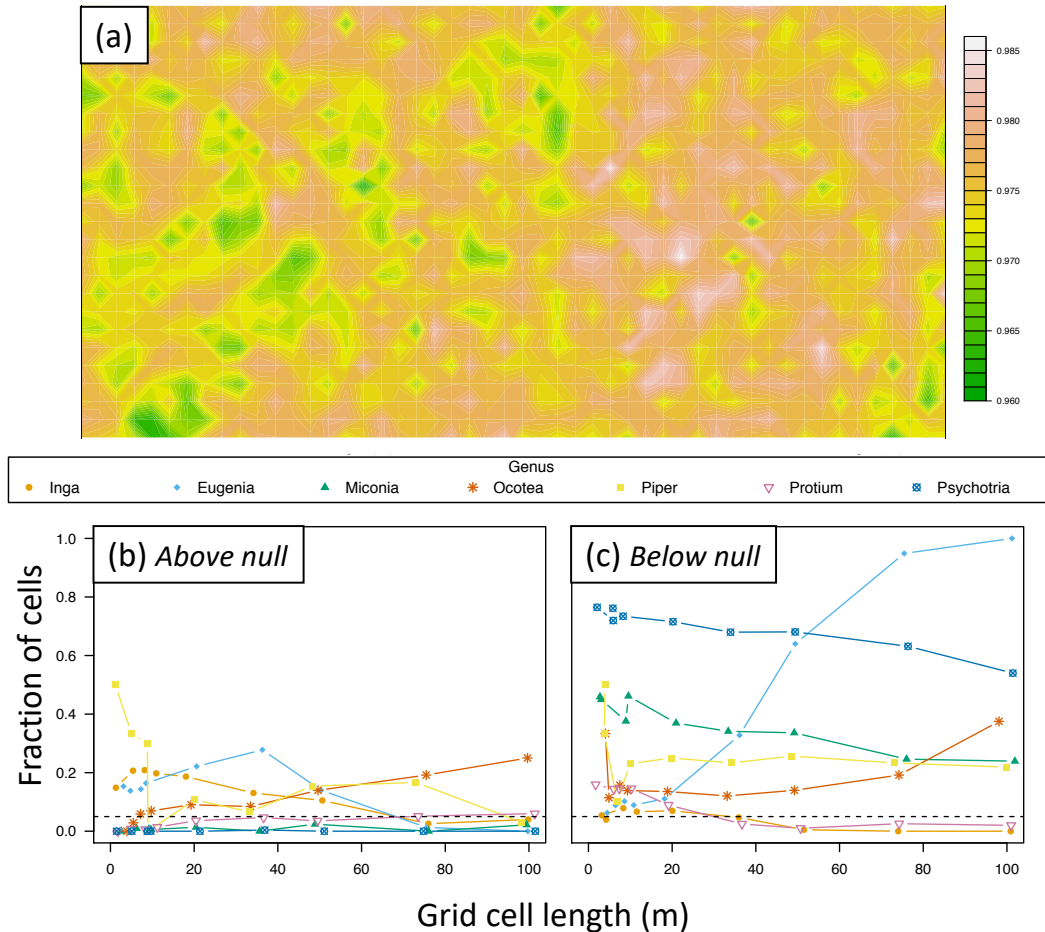 (a)
0.985
0.980
0.975
0.970
0.965
0.960
Genus
Inga Eugenia Miconia Ocotea Piper Protium Psychotria
(b) Above null
(c) Below null
Fraction of cells
1.0
0.8
0.6
0.4
0.2
0.0
0 20 40 60 80 100
0 20 40 60 80 100
Grid cell length (m)